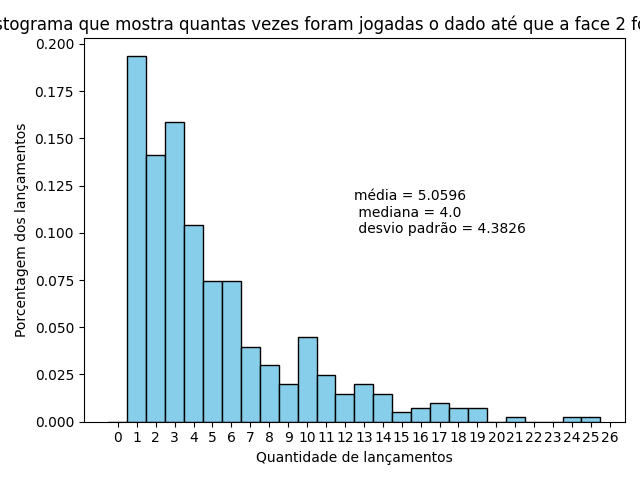 stograma que mostra quantas vezes foram jogadas o dado até que a face 2
0.200
0.175
0.150
0.125
0.100
0.075
0.050
0.025
0.000
Porcentagem dos lançamentos
média = 5.0596
mediana = 4.0
desvio padrão = 4.3826
0 1 2 3 4 5 6 7 8 9 10 11 12 13 14 15 16 17 18 19 20 21 22 23 24 25 26
Quantidade de lançamentos